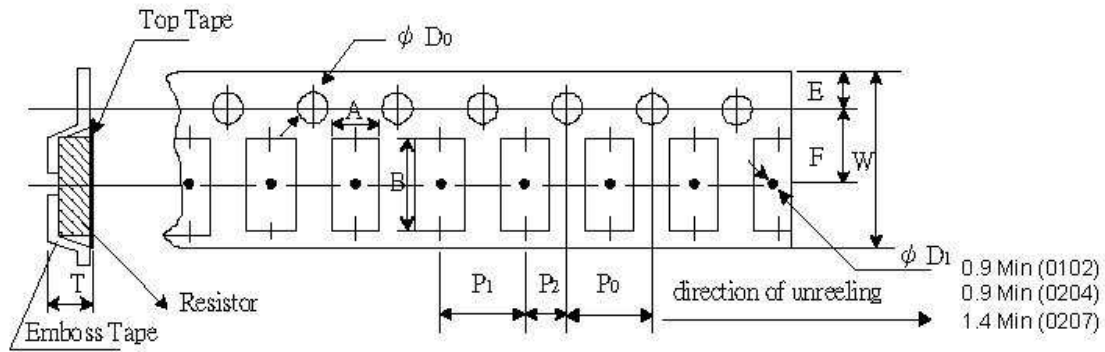 Top Tape
ϕ D₀
E
A
F
W
B
ϕ D₁
0.9 Min (0102)
T
P₁
P₂
P₀
direction of unreeling
0.9 Min (0204)
Resistor
1.4 Min (0207)
Emboss Tape